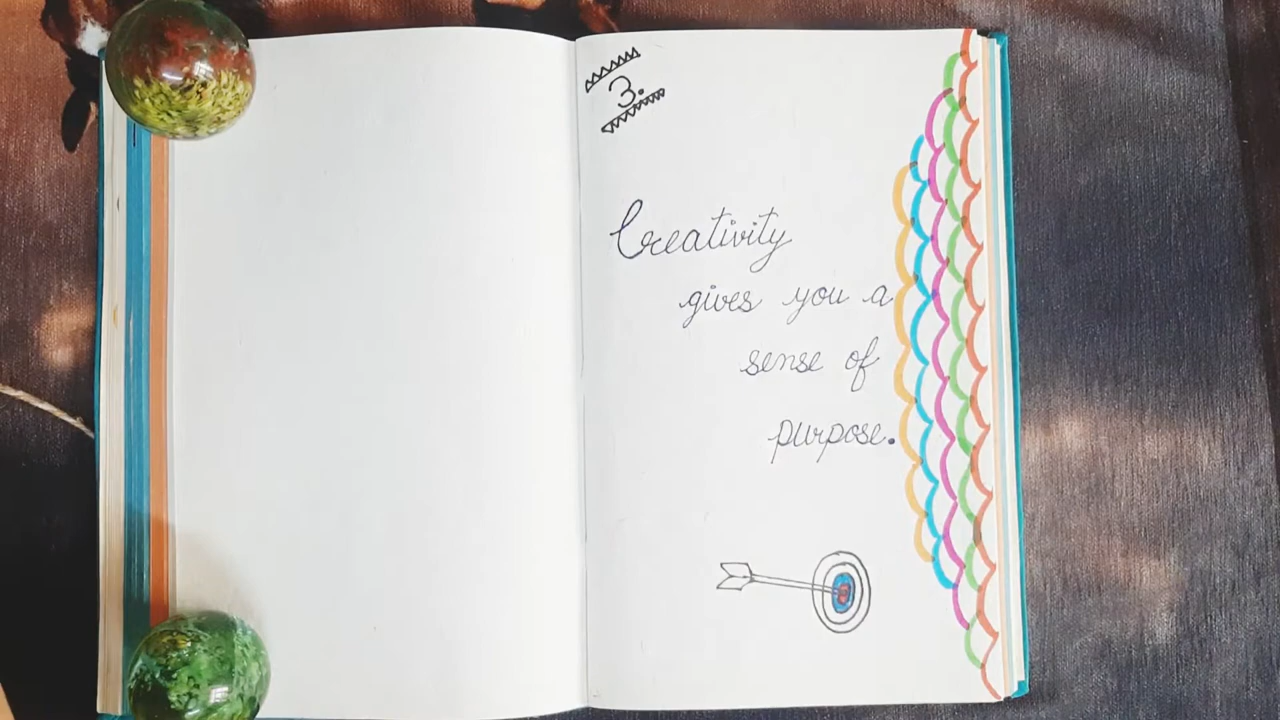 3.
Creativity
gives you a
sense of
purpose.